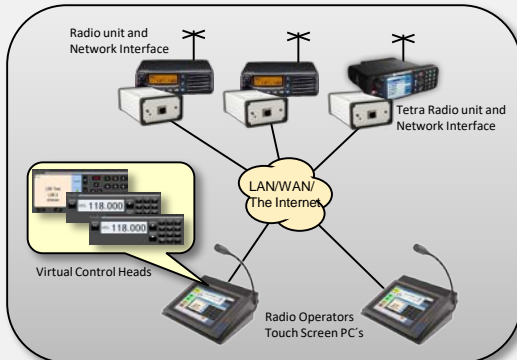 Radio unit and
Network Interface
Tetra Radio unit and
Network Interface
LAN/WAN/
The Internet
118.000
118.000
Virtual Control Heads
Radio Operators
Touch Screen PC´s